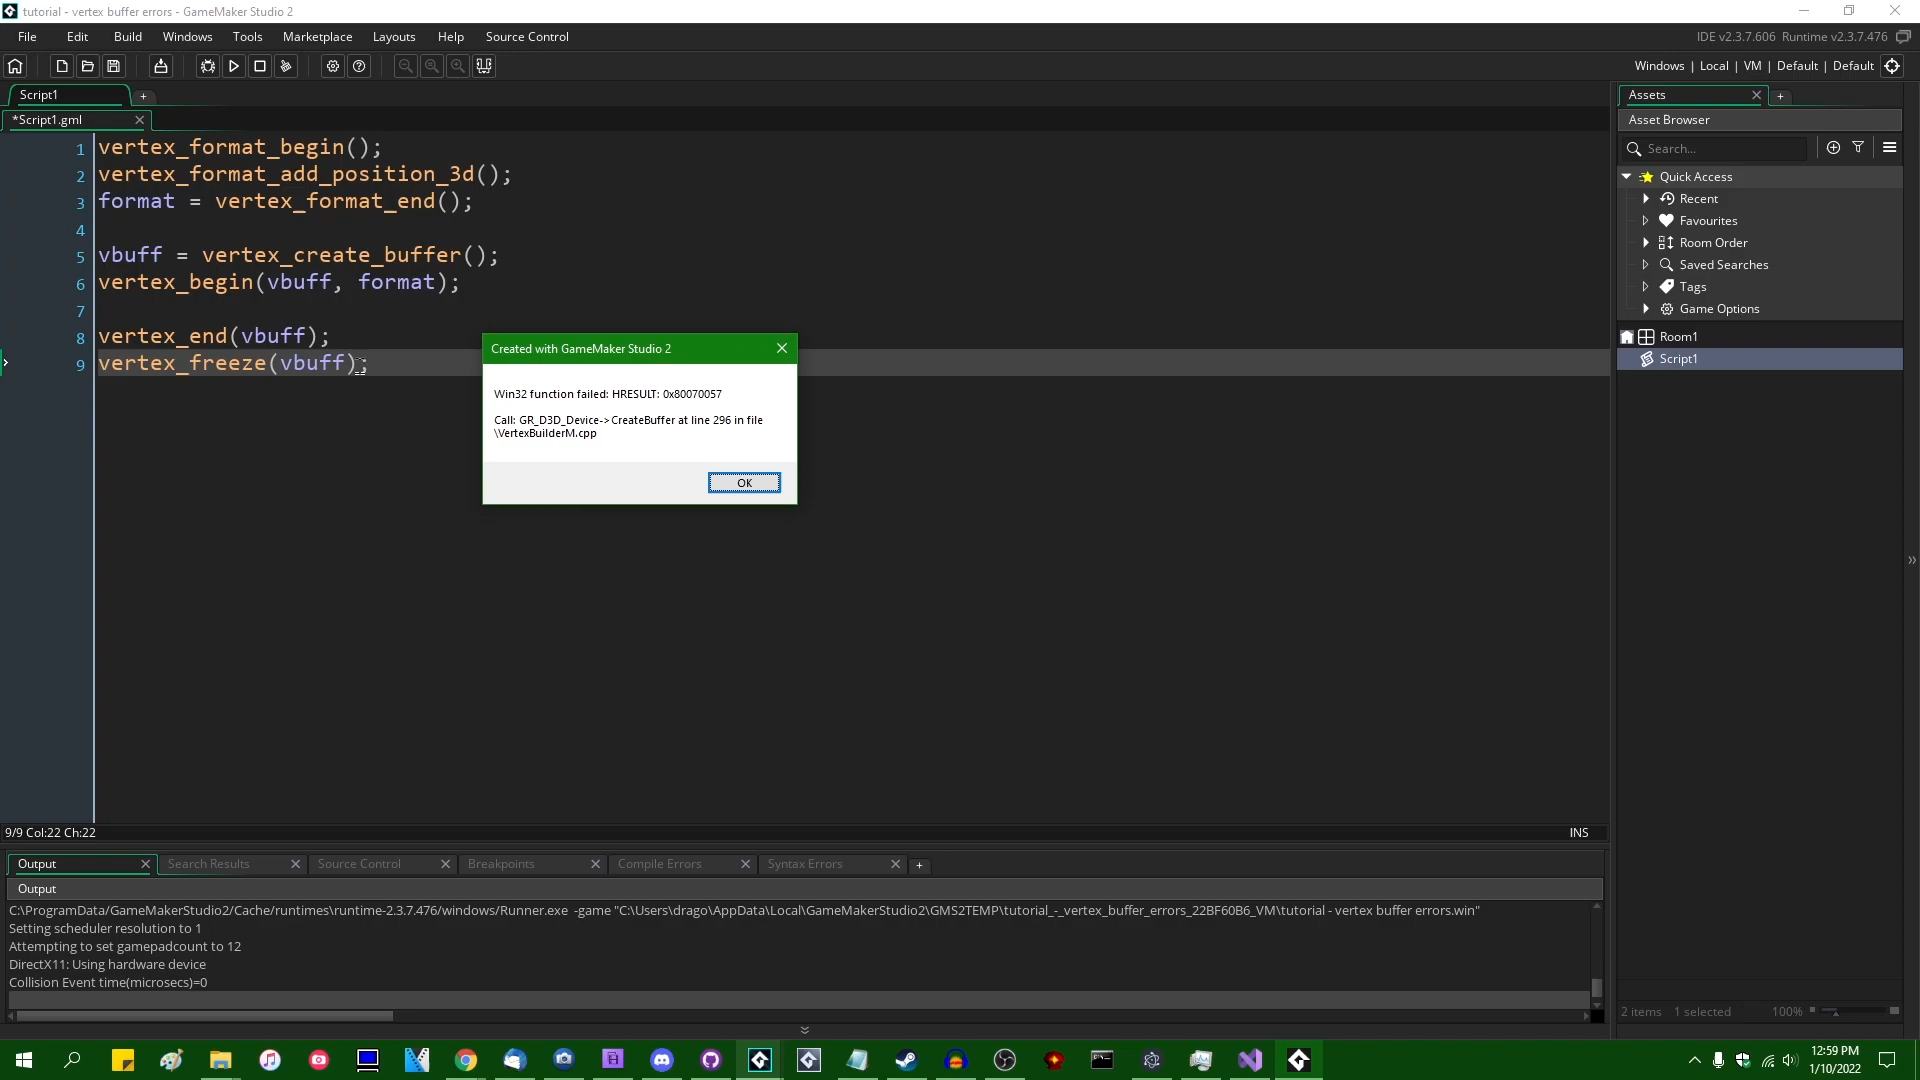 tutorial - vertex buffer errors - GameMaker Studio 2
File Edit Build Windows Tools Marketplace Layouts Help Source Control
IDE v2.3.7.606 Runtime v2.3.7.476
Windows | Local | VM | Default | Default
Script1
+
*Script1.gml
1 vertex_format_begin();
2 vertex_format_add_position_3d();
3 format = vertex_format_end();
4
5 vbuff = vertex_create_buffer();
6 vertex_begin(vbuff, format);
7
8 vertex_end(vbuff);
9 vertex_freeze(vbuff);
Created with GameMaker Studio 2
Win32 function failed: HRESULT: 0x80070057
Call: GR_D3D_Device->CreateBuffer at line 296 in file
\VertexBuilderM.cpp
OK
9/9 Col:22 Ch:22
INS
Assets
+
Asset Browser
Search...
Quick Access
Recent
Favourites
Room Order
Saved Searches
Tags
Game Options
Room1
Script1
2 items 1 selected 100%
Output Search Results Source Control Breakpoints Compile Errors Syntax Errors +
Output
C:\ProgramData/GameMakerStudio2/Cache/runtimes\runtime-2.3.7.476/windows/Runner.exe -game "C:\Users\drago\AppData\Local\GameMakerStudio2\GMS2TEMP\tutorial_-_vertex_buffer_errors_22BF60B6_VM\tutorial - vertex buffer errors.win"
Setting scheduler resolution to 1
Attempting to set gamepadcount to 12
DirectX11: Using hardware device
Collision Event time(microsecs)=0
12:59 PM
1/10/2022